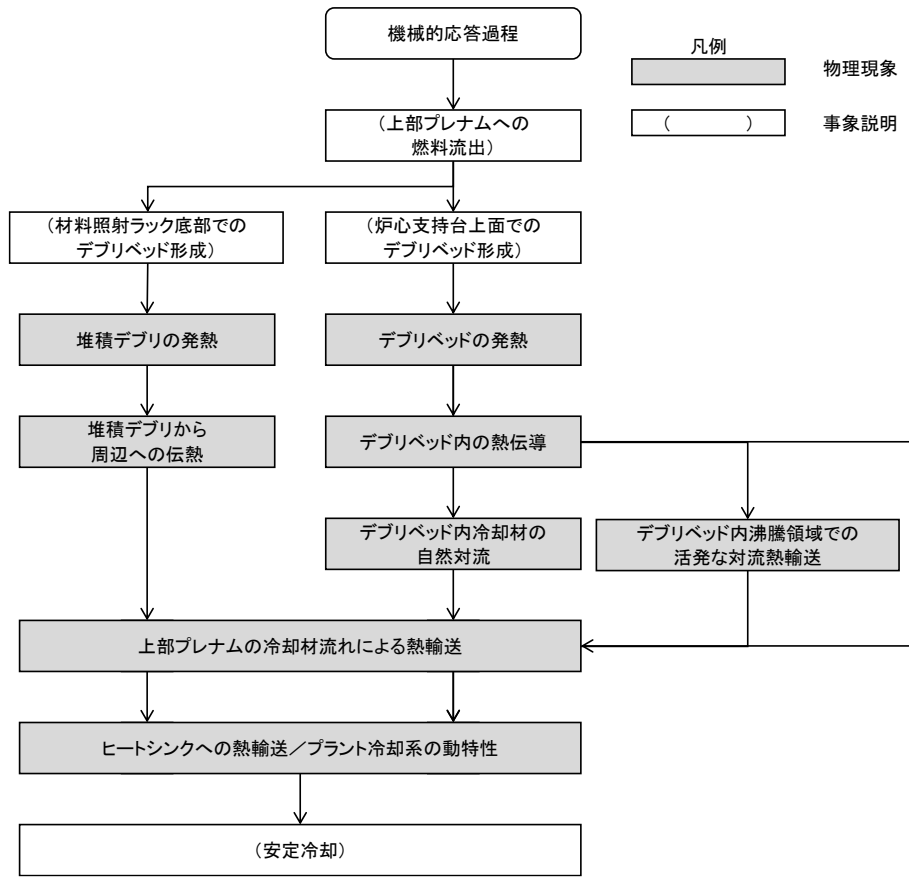 機械的応答過程
凡例
物理現象
(　　　　)
事象説明
(上部プレナムへの
燃料流出)
(材料照射ラック底部での
デブリベッド形成)
(炉心支持台上面での
デブリベッド形成)
堆積デブリの発熱
デブリベッドの発熱
堆積デブリから
周辺への伝熱
デブリベッド内の熱伝導
デブリベッド内冷却材の
自然対流
デブリベッド内沸騰領域での
活発な対流熱輸送
上部プレナムの冷却材流れによる熱輸送
ヒートシンクへの熱輸送／プラント冷却系の動特性
(安定冷却)